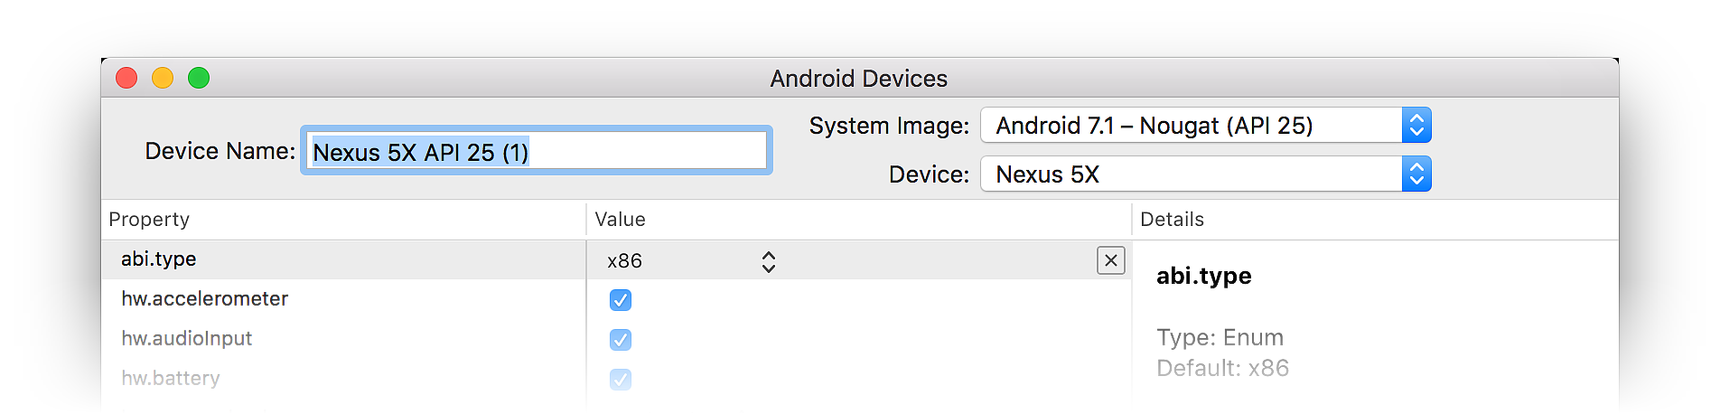 Android Devices
Device Name: Nexus 5X API 25 (1)
System Image: Android 7.1 – Nougat (API 25)
Device: Nexus 5X
Property Value Details
abi.type x86
abi.type
hw.accelerometer
hw.audioInput
Type: Enum
Default: x86
hw.battery